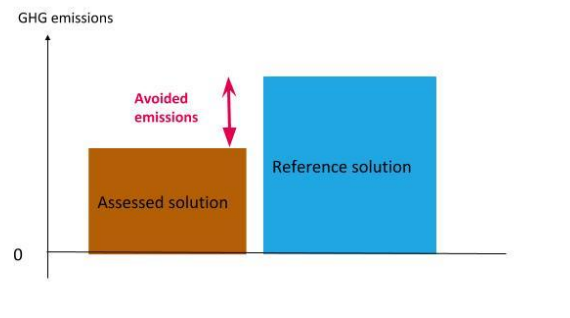 GHG emissions
Avoided
emissions
Reference solution
Assessed solution
0